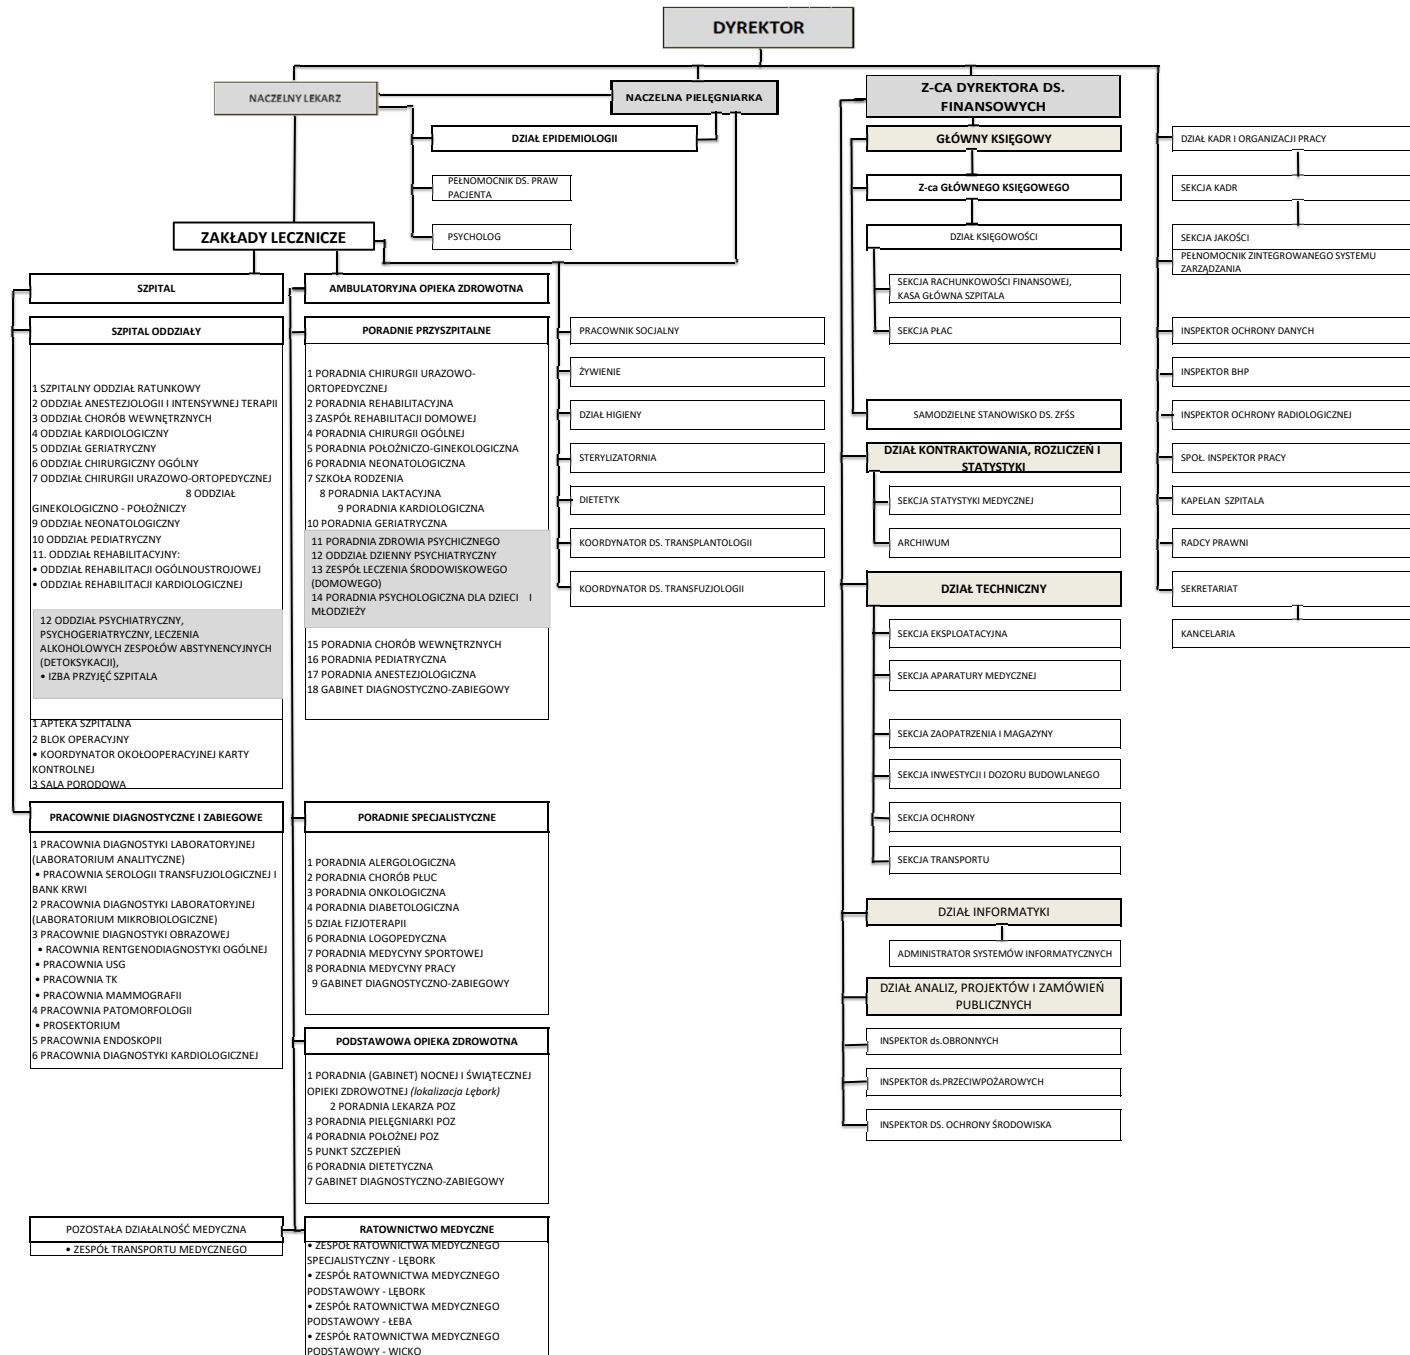 DYREKTOR
NACZELNY LEKARZ
NACZELNA PIELĘGNIARKA
Z-CA DYREKTORA DS.
FINANSOWYCH
DZIAŁ EPIDEMIOLOGII
PEŁNOMOCNIK DS. PRAW
PACJENTA
PSYCHOLOG
ZAKŁADY LECZNICZE
SZPITAL
SZPITAL ODDZIAŁY
1 SZPITALNY ODDZIAŁ RATUNKOWY
2 ODDZIAŁ ANESTEZJOLOGII I INTENSYWNEJ TERAPII
3 ODDZIAŁ CHORÓB WEWNĘTRZNYCH
4 ODDZIAŁ KARDIOLOGICZNY
5 ODDZIAŁ GERIATRYCZNY
6 ODDZIAŁ CHIRURGICZNY OGÓLNY
7 ODDZIAŁ CHIRURGII URAZOWO-ORTOPEDYCZNEJ
8 ODDZIAŁ
GINEKOLOGICZNO - POŁOŻNICZY
9 ODDZIAŁ NEONATOLOGICZNY
10 ODDZIAŁ PEDIATRYCZNY
11. ODDZIAŁ REHABILITACYJNY:
• ODDZIAŁ REHABILITACJI OGÓLNOUSTROJOWEJ
• ODDZIAŁ REHABILITACJI KARDIOLOGICZNEJ
12 ODDZIAŁ PSYCHIATRYCZNY,
PSYCHOGERIATRYCZNY, LECZENIA
ALKOHOLOWYCH ZESPOŁÓW ABSTYNENCYJNYCH
(DETOKSYKACJI),
• IZBA PRZYJĘĆ SZPITALA
1 APTEKA SZPITALNA
2 BLOK OPERACYJNY
• KOORDYNATOR OKOŁOOPERACYJNEJ KARTY
KONTROLNEJ
3 SALA PORODOWA
PRACOWNIE DIAGNOSTYCZNE I ZABIEGOWE
1 PRACOWNIA DIAGNOSTYKI LABORATORYJNEJ
(LABORATORIUM ANALITYCZNE)
• PRACOWNIA SEROLOGII TRANSFUZJOLOGICZNEJ I
BANK KRWI
2 PRACOWNIA DIAGNOSTYKI LABORATORYJNEJ
(LABORATORIUM MIKROBIOLOGICZNE)
3 PRACOWNIE DIAGNOSTYKI OBRAZOWEJ
• RACOWNIA RENTGENODIAGNOSTYKI OGÓLNEJ
• PRACOWNIA USG
• PRACOWNIA TK
• PRACOWNIA MAMMOGRAFII
4 PRACOWNIA PATOMORFOLOGII
• PROSEKTORIUM
5 PRACOWNIA ENDOSKOPII
6 PRACOWNIA DIAGNOSTYKI KARDIOLOGICZNEJ
POZOSTAŁA DZIAŁALNOŚĆ MEDYCZNA
• ZESPÓŁ TRANSPORTU MEDYCZNEGO
AMBULATORYJNA OPIEKA ZDROWOTNA
PORADNIE PRZYSZPITALNE
1 PORADNIA CHIRURGII URAZOWO-
ORTOPEDYCZNEJ
2 PORADNIA REHABILITACYJNA
3 ZASPÓŁ REHABILITACJI DOMOWEJ
4 PORADNIA CHIRURGII OGÓLNEJ
5 PORADNIA POŁOŻNICZO-GINEKOLOGICZNA
6 PORADNIA NEONATOLOGICZNA
7 SZKOŁA RODZENIA
8 PORADNIA LAKTACYJNA
9 PORADNIA KARDIOLOGICZNA
10 PORADNIA GERIATRYCZNA
11 PORADNIA ZDROWIA PSYCHICZNEGO
12 ODDZIAŁ DZIENNY PSYCHIATRYCZNY
13 ZESPÓŁ LECZENIA ŚRODOWISKOWEGO
(DOMOWEGO)
14 PORADNIA PSYCHOLOGICZNA DLA DZIECI I
MŁODZIEŻY
15 PORADNIA CHORÓB WEWNĘTRZNYCH
16 PORADNIA PEDIATRYCZNA
17 PORADNIA ANESTEZJOLOGICZNA
18 GABINET DIAGNOSTYCZNO-ZABIEGOWY
PORADNIE SPECJALISTYCZNE
1 PORADNIA ALERGOLOGICZNA
2 PORADNIA CHORÓB PŁUC
3 PORADNIA ONKOLOGICZNA
4 PORADNIA DIABETOLOGICZNA
5 DZIAŁ FIZJOTERAPII
6 PORADNIA LOGOPEDYCZNA
7 PORADNIA MEDYCYNY SPORTOWEJ
8 PORADNIA MEDYCYNY PRACY
9 GABINET DIAGNOSTYCZNO-ZABIEGOWY
PODSTAWOWA OPIEKA ZDROWOTNA
1 PORADNIA (GABINET) NOCNEJ I ŚWIĄTECZNEJ
OPIEKI ZDROWOTNEJ (lokalizacja Lębork)
2 PORADNIA LEKARZA POZ
3 PORADNIA PIELĘGNIARKI POZ
4 PORADNIA POŁOŻNEJ POZ
5 PUNKT SZCZEPIEŃ
6 PORADNIA DIETETYCZNA
7 GABINET DIAGNOSTYCZNO-ZABIEGOWY
RATOWNICTWO MEDYCZNE
• ZESPÓŁ RATOWNICTWA MEDYCZNEGO
SPECJALISTYCZNY - LĘBORK
• ZESPÓŁ RATOWNICTWA MEDYCZNEGO
PODSTAWOWY - LĘBORK
• ZESPÓŁ RATOWNICTWA MEDYCZNEGO
PODSTAWOWY - ŁEBA
• ZESPÓŁ RATOWNICTWA MEDYCZNEGO
PODSTAWOWY - WICKO
PRACOWNIK SOCJALNY
ŻYWIENIE
DZIAŁ HIGIENY
STERYLIZATORNIA
DIETETYK
KOORDYNATOR DS. TRANSPLANTOLOGII
KOORDYNATOR DS. TRANSFUZJOLOGII
GŁÓWNY KSIĘGOWY
Z-ca GŁÓWNEGO KSIĘGOWEGO
DZIAŁ KSIĘGOWOŚCI
SEKCJA RACHUNKOWOŚCI FINANSOWEJ,
KASA GŁÓWNA SZPITALA
SEKCJA PŁAC
SAMODZIELNE STANOWISKO DS. ZFŚS
DZIAŁ KONTRAKTOWANIA, ROZLICZEŃ I
STATYSTYKI
SEKCJA STATYSTYKI MEDYCZNEJ
ARCHIWUM
DZIAŁ TECHNICZNY
SEKCJA EKSPLOATACYJNA
SEKCJA APARATURY MEDYCZNEJ
SEKCJA ZAOPATRZENIA I MAGAZYNY
SEKCJA INWESTYCJI I DOZORU BUDOWLANEGO
SEKCJA OCHRONY
SEKCJA TRANSPORTU
DZIAŁ INFORMATYKI
ADMINISTRATOR SYSTEMÓW INFORMATYCZNYCH
DZIAŁ ANALIZ, PROJEKTÓW I ZAMÓWIEŃ
PUBLICZNYCH
INSPEKTOR ds.OBRONNYCH
INSPEKTOR ds.PRZECIWPOŻAROWYCH
INSPEKTOR DS. OCHRONY ŚRODOWISKA
DZIAŁ KADR I ORGANIZACJI PRACY
SEKCJA KADR
SEKCJA JAKOŚCI
PEŁNOMOCNIK ZINTEGROWANEGO SYSTEMU
ZARZĄDZANIA
INSPEKTOR OCHRONY DANYCH
INSPEKTOR BHP
INSPEKTOR OCHRONY RADIOLOGICZNEJ
SPOŁ. INSPEKTOR PRACY
KAPELAN SZPITALA
RADCY PRAWNI
SEKRETARIAT
KANCELARIA